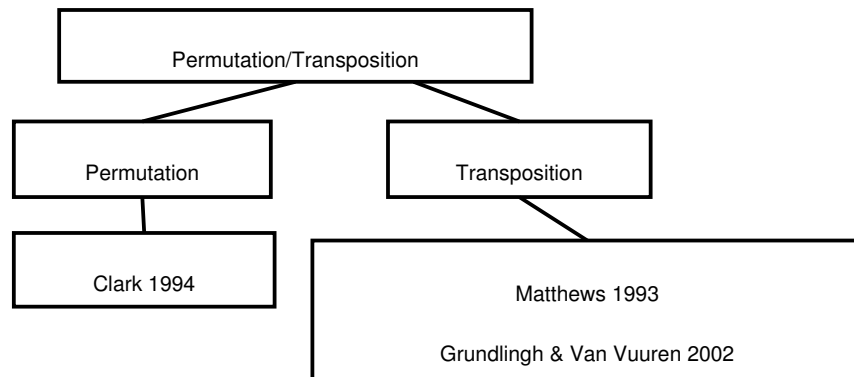 Permutation/Transposition
Permutation
Transposition
Clark 1994
Matthews 1993
Grundlingh & Van Vuuren 2002